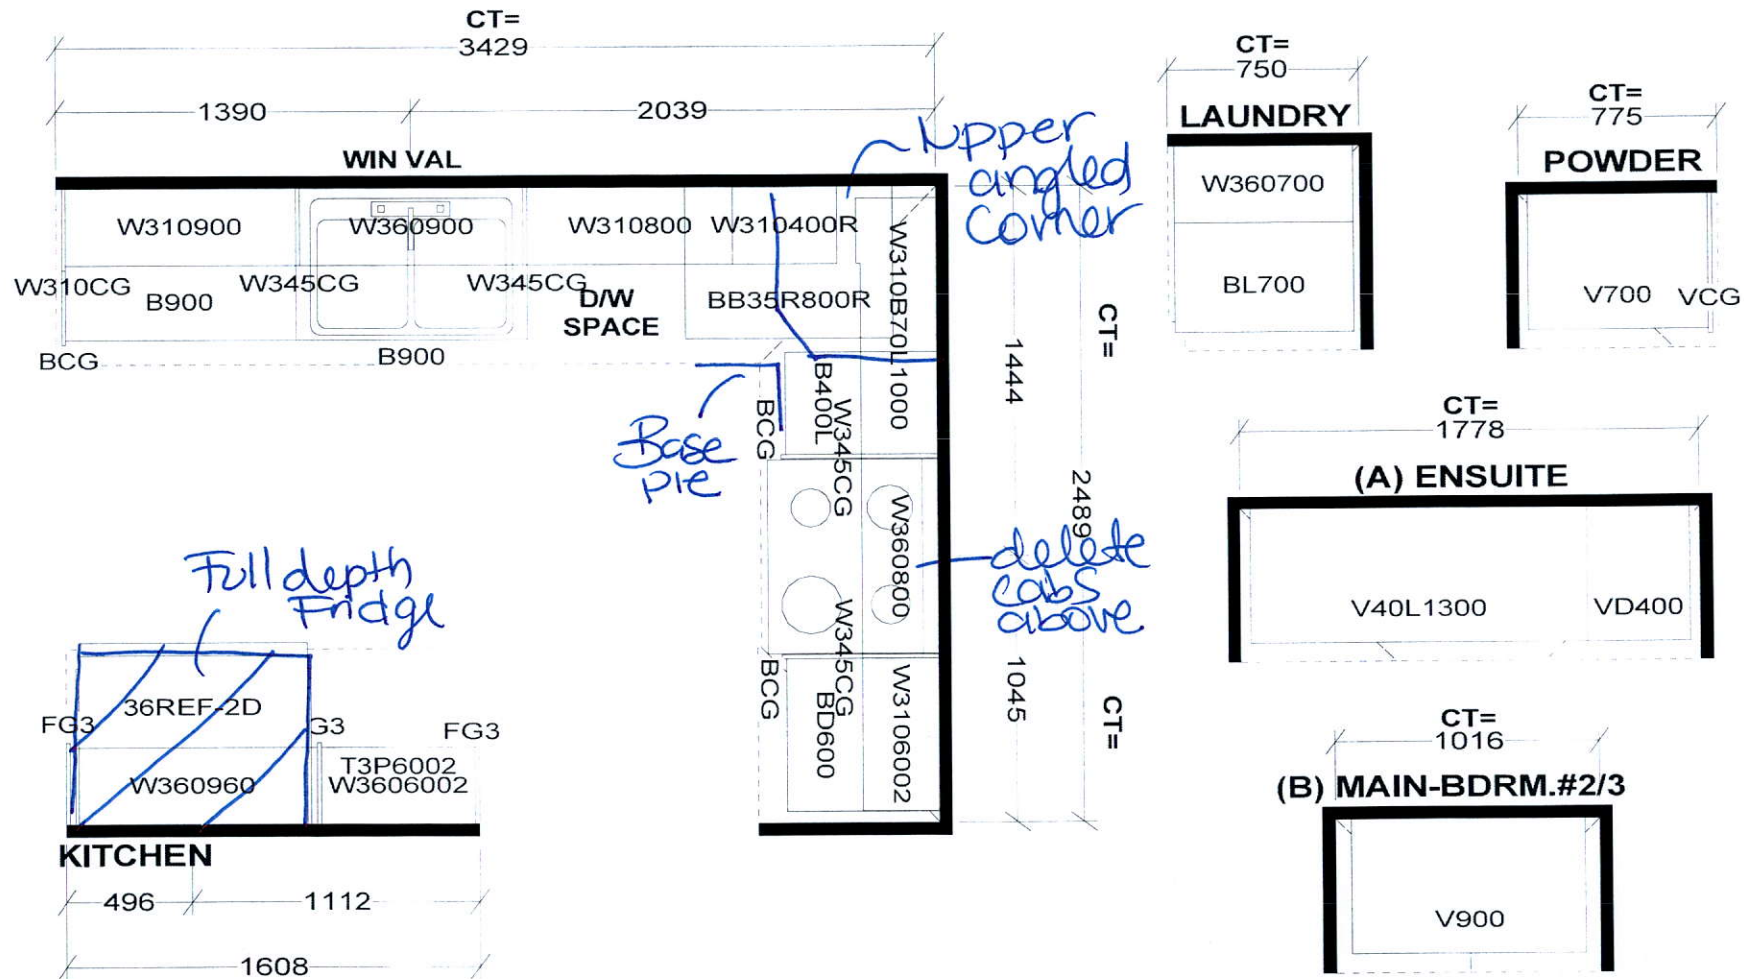 CT=
3429
1390
2039
WIN VAL
W310900
W360900
W310800
W310400R
W310CG
B900
W345CG
W345CG
D/W
SPACE
BB35R800R
BCG
B900
W310B70L1000
B400L
W345CG
BCG
W360800
W345CG
BCG
BD600
W3106002
1444
CT=
2489
1045
CT=
Upper
angled
corner
Base
pie
delete
cabs
above
Full depth
Fridge
36REF-2D
FG3
G3
FG3
W360960
T3P6002
W3606002
KITCHEN
496
1112
1608
CT=
750
LAUNDRY
W360700
BL700
CT=
775
POWDER
V700
VCG
CT=
1778
(A) ENSUITE
V40L1300
VD400
CT=
1016
(B) MAIN-BDRM.#2/3
V900